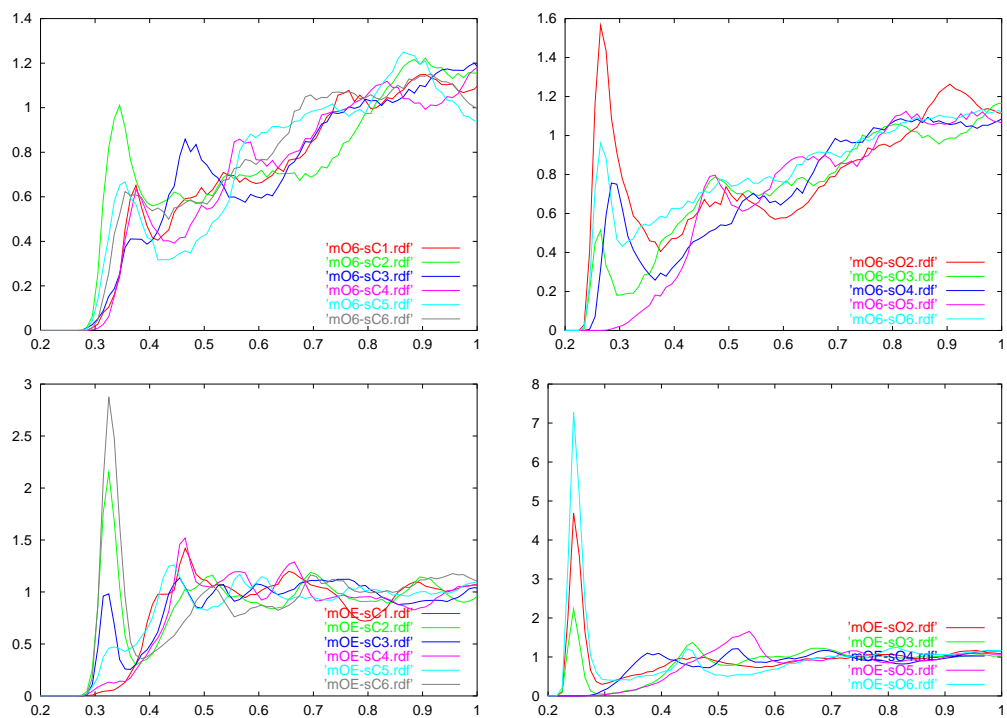 1.4
1.2
1
0.8
0.6
0.4
0.2
0
0.2 0.3 0.4 0.5 0.6 0.7 0.8 0.9 1
'mO6-sC1.rdf'
'mO6-sC2.rdf'
'mO6-sC3.rdf'
'mO6-sC4.rdf'
'mO6-sC5.rdf'
'mO6-sC6.rdf'
1.6
1.4
1.2
1
0.8
0.6
0.4
0.2
0
0.2 0.3 0.4 0.5 0.6 0.7 0.8 0.9 1
'mO6-sO2.rdf'
'mO6-sO3.rdf'
'mO6-sO4.rdf'
'mO6-sO5.rdf'
'mO6-sO6.rdf'
3
2.5
2
1.5
1
0.5
0
0.2 0.3 0.4 0.5 0.6 0.7 0.8 0.9 1
'mOE-sC1.rdf'
'mOE-sC2.rdf'
'mOE-sC3.rdf'
'mOE-sC4.rdf'
'mOE-sC5.rdf'
'mOE-sC6.rdf'
8
7
6
5
4
3
2
1
0
0.2 0.3 0.4 0.5 0.6 0.7 0.8 0.9 1
'mOE-sO2.rdf'
'mOE-sO3.rdf'
'mOE-sO4.rdf'
'mOE-sO5.rdf'
'mOE-sO6.rdf'